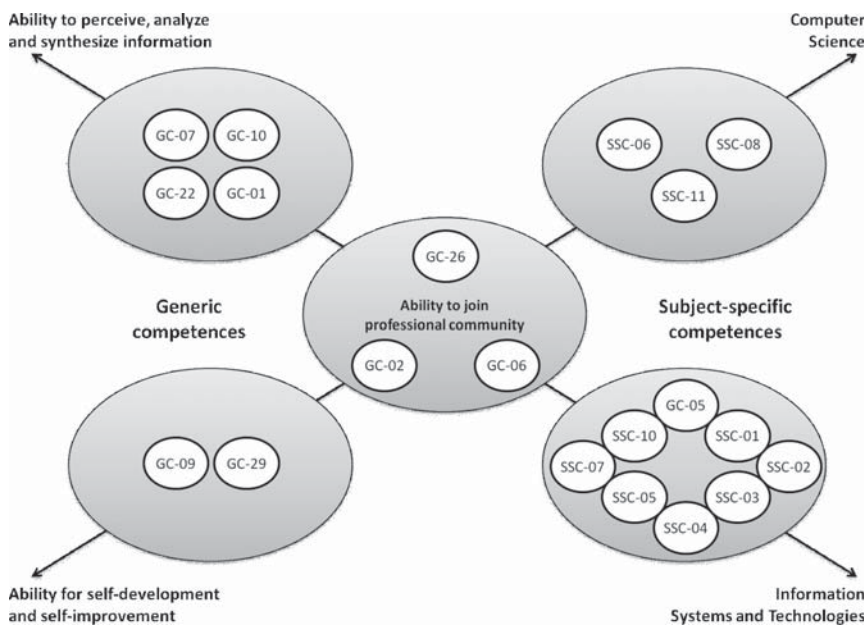 Ability to perceive, analyze
and synthesize information
Computer
Science
GC-07
GC-10
GC-22
GC-01
SSC-06
SSC-08
SSC-11
GC-26
Ability to join
professional community
GC-02
GC-06
Generic
competences
Subject-specific
competences
GC-09
GC-29
GC-05
SSC-10
SSC-01
SSC-07
SSC-02
SSC-05
SSC-03
SSC-04
Ability for self-development
and self-improvement
Information
Systems and Technologies